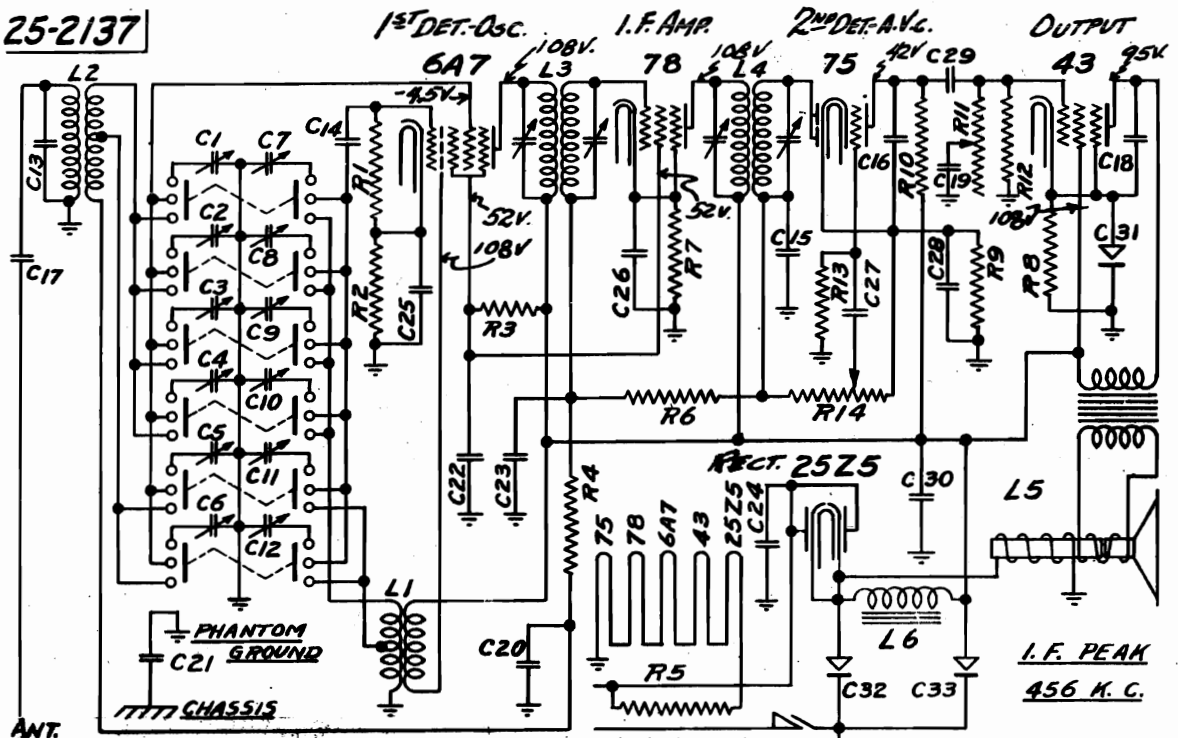 25-2137
1ST DET.-OSC.
I.F. AMP.
2ND DET.-A.V.C.
OUTPUT
6A7
108V.
L3
78
108V
L4
75
42V
C29
43
95V.
L2
-4.5V
C13
C17
C1
C7
C14
R1
C2
C8
C3
C9
R2
C25
C4
C10
C5
C11
C6
C12
52V.
108V
R3
C26
R7
52V.
C15
C16
R10
R11
C19
R12
C18
108V
R13
C27
C28
R9
R8
C31
R6
R14
C22
C23
R4
RECT. 25Z5
C30
L5
75
78
6A7
43
25Z5
C24
L6
L1
PHANTOM
GROUND
C21
CHASSIS
C20
R5
C32
C33
I.F. PEAK
456 K.C.
ANT.